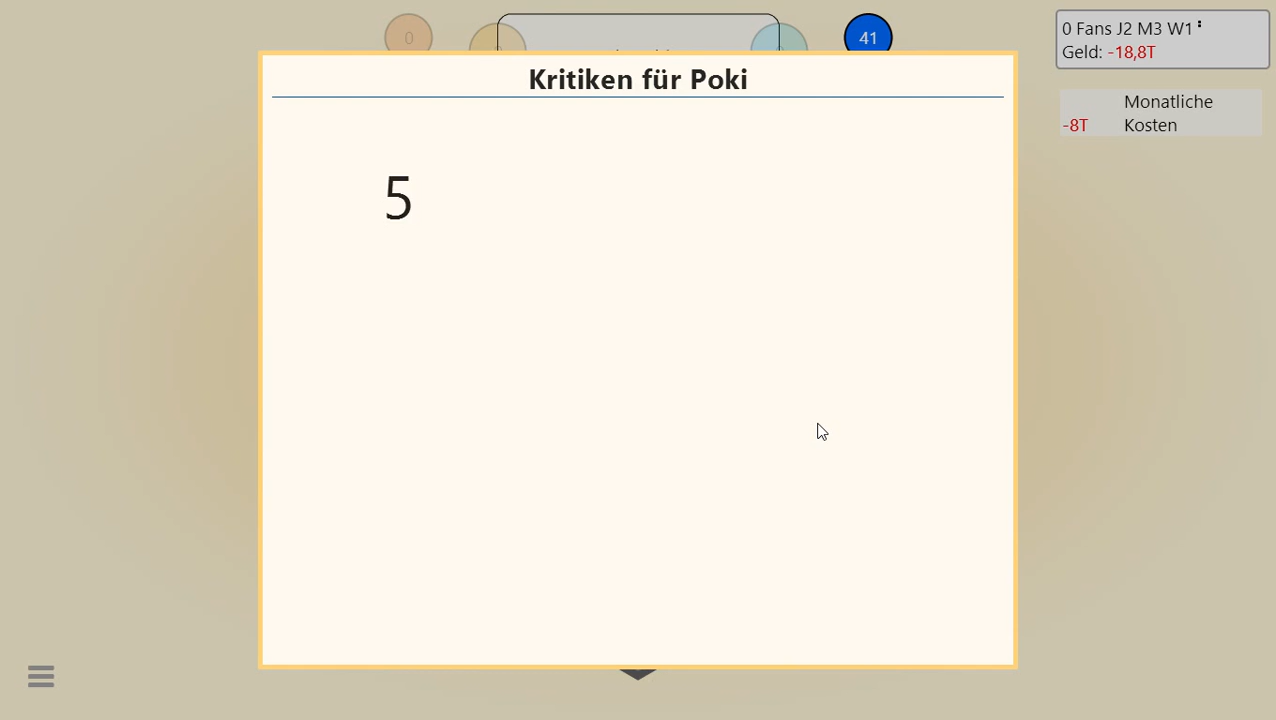 0
41
0 Fans J2 M3 W1
Geld: -18,8T
Monatliche
-8T Kosten
Kritiken für Poki
5